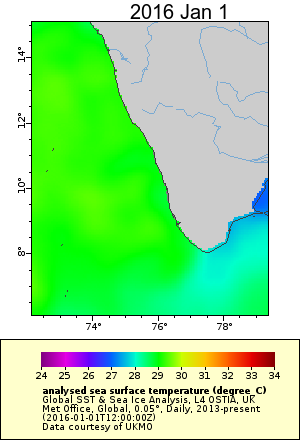 2016 Jan 1
14°
12°
10°
8°
74° 76° 78°
24 25 26 27 28 29 30 31 32 33 34
analysed sea surface temperature (degree_C)
Global SST & Sea Ice Analysis, L4 OSTIA, UK
Met Office, Global, 0.05°, Daily, 2013-present
(2016-01-01T12:00:00Z)
Data courtesy of UKMO